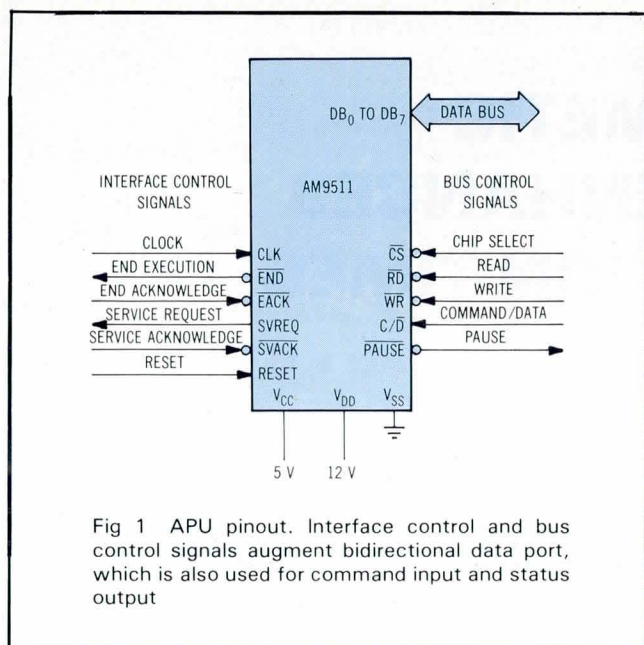 DB0 TO DB7
DATA BUS
INTERFACE CONTROL
SIGNALS
AM9511
BUS CONTROL
SIGNALS
CLOCK
CLK
CS
CHIP SELECT
END EXECUTION
END
RD
READ
END ACKNOWLEDGE
EACK
WR
WRITE
SERVICE REQUEST
SVREQ
C/D
COMMAND/DATA
SERVICE ACKNOWLEDGE
SVACK
PAUSE
PAUSE
RESET
RESET
VCC
VDD
VSS
5 V
12 V
Fig 1 APU pinout. Interface control and bus
control signals augment bidirectional data port,
which is also used for command input and status
output